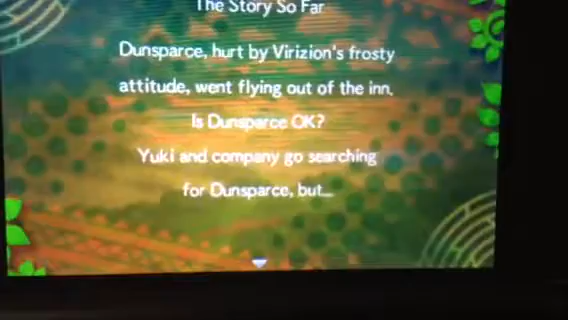 The Story So Far
Dunsparce, hurt by Virizion's frosty
attitude, went flying out of the inn.
Is Dunsparce OK?
Yuki and company go searching
for Dunsparce, but...